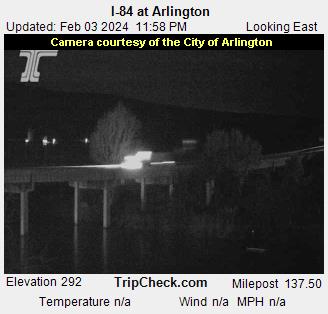 I-84 at Arlington
Updated: Feb 03 2024 11:58 PM Looking East
Camera courtesy of the City of Arlington
Elevation 292 TripCheck.com Milepost 137.50
Temperature n/a Wind n/a MPH n/a